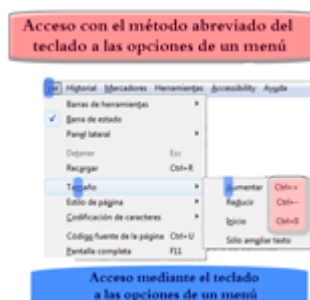 Acceso con el método abreviado del
teclado a las opciones de un menú
Ver Historial Marcadores Herramientas Accessibility Ayuda
Barras de herramientas
Barra de estado
Panel lateral
Detener Esc
Recargar Ctrl+R
Tamaño
Estilo de página
Codificación de caracteres
Código fuente de la página Ctrl+U
Pantalla completa F11
Aumentar Ctrl++
Reducir Ctrl+-
Inicio Ctrl+0
Sólo ampliar texto
Acceso mediante el teclado
a las opciones de un menú